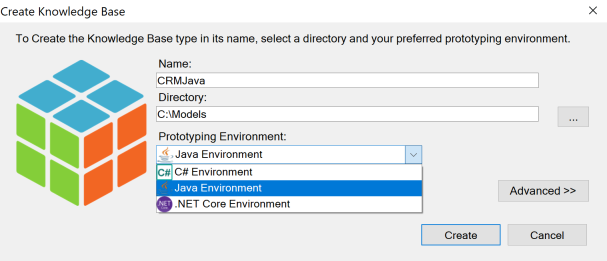 Create Knowledge Base
To Create the Knowledge Base type in its name, select a directory and your preferred prototyping environment.
Name:
CRMJava
Directory:
C:\Models
...
Prototyping Environment:
Java Environment
C# C# Environment
Java Environment
.NET .NET Core Environment
Advanced >>
Create Cancel